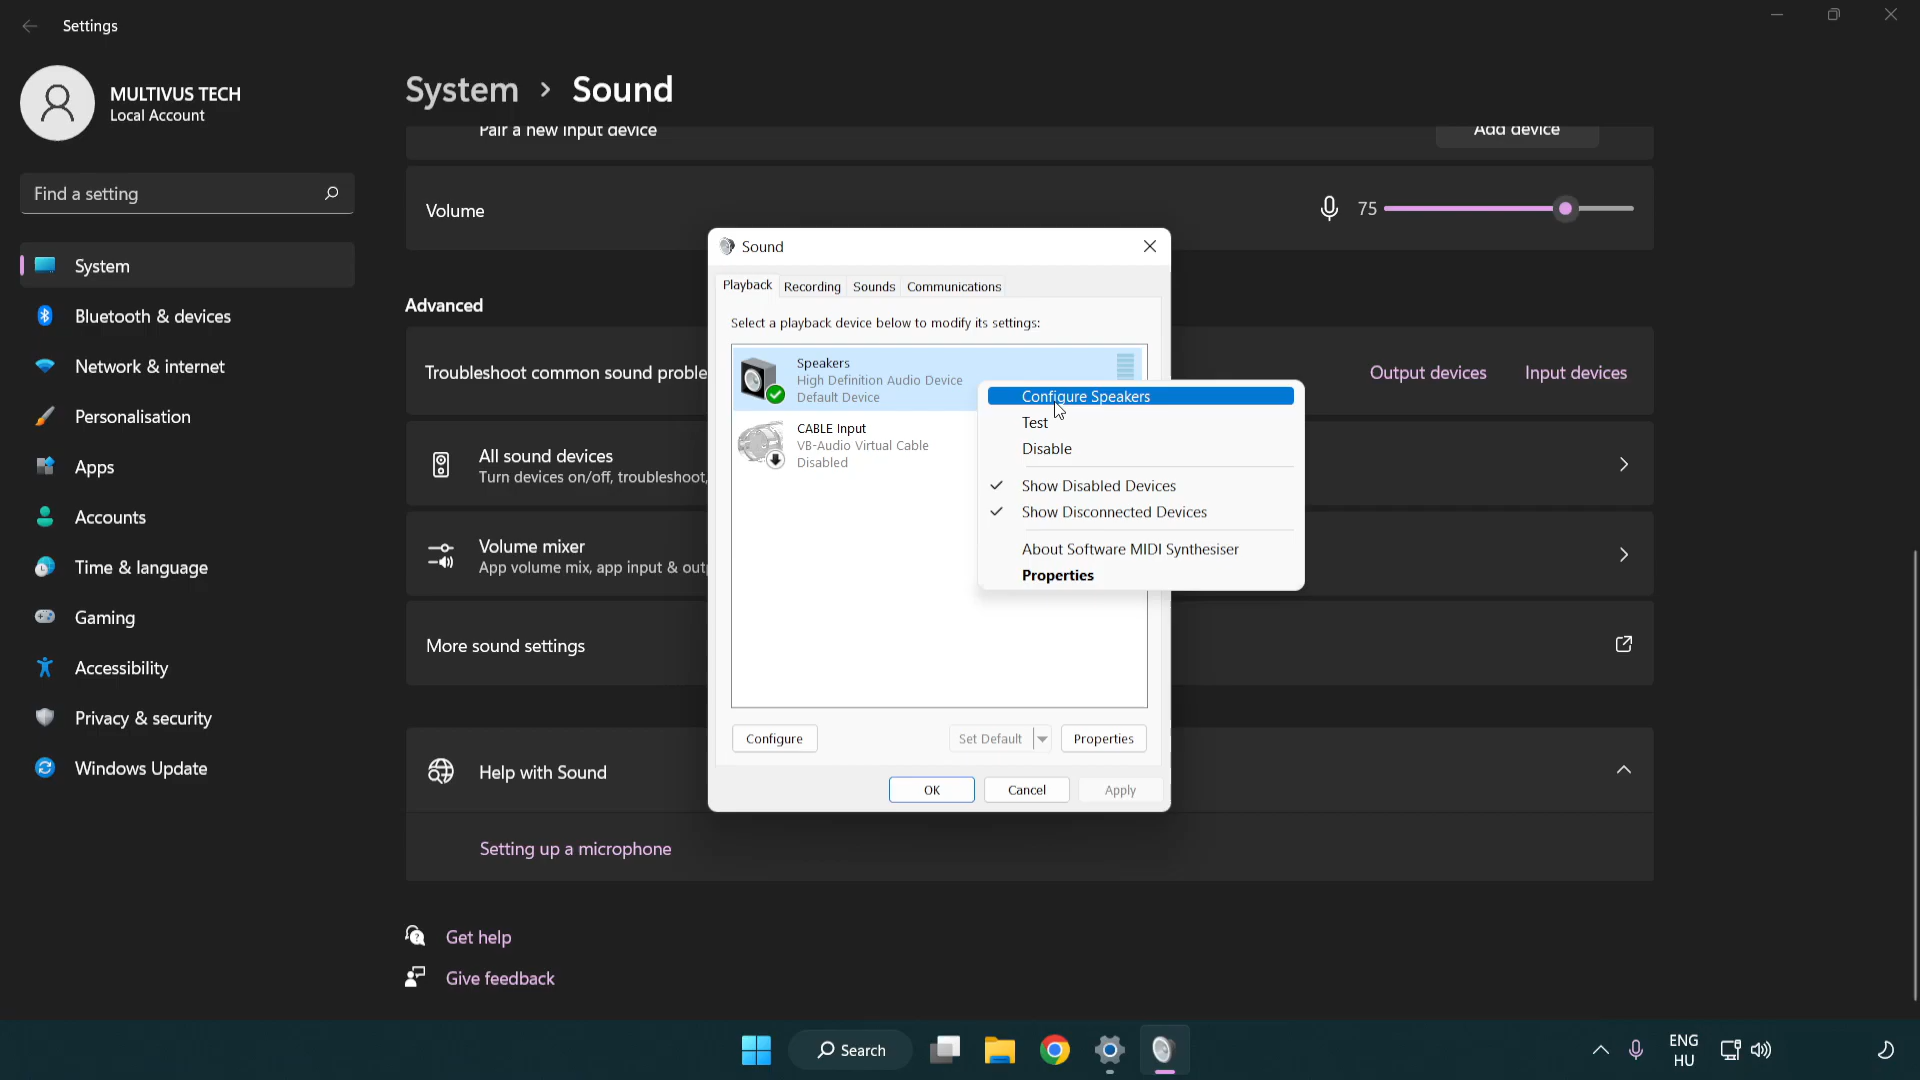 Settings
MULTIVUS TECH
Local Account
Find a setting
System
Bluetooth & devices
Network & internet
Personalisation
Apps
Accounts
Time & language
Gaming
Accessibility
Privacy & security
Windows Update
System > Sound
Pair a new input device
Add device
Volume
75
Advanced
Troubleshoot common sound proble
Output devices
Input devices
All sound devices
Turn devices on/off, troubleshoot,
Volume mixer
App volume mix, app input & outp
More sound settings
Help with Sound
Setting up a microphone
Get help
Give feedback
Sound
Playback Recording Sounds Communications
Select a playback device below to modify its settings:
Speakers
High Definition Audio Device
Default Device
CABLE Input
VB-Audio Virtual Cable
Disabled
Configure Speakers
Test
Disable
Show Disabled Devices
Show Disconnected Devices
About Software MIDI Synthesiser
Properties
Configure Set Default Properties
OK Cancel Apply
Search
ENG
HU